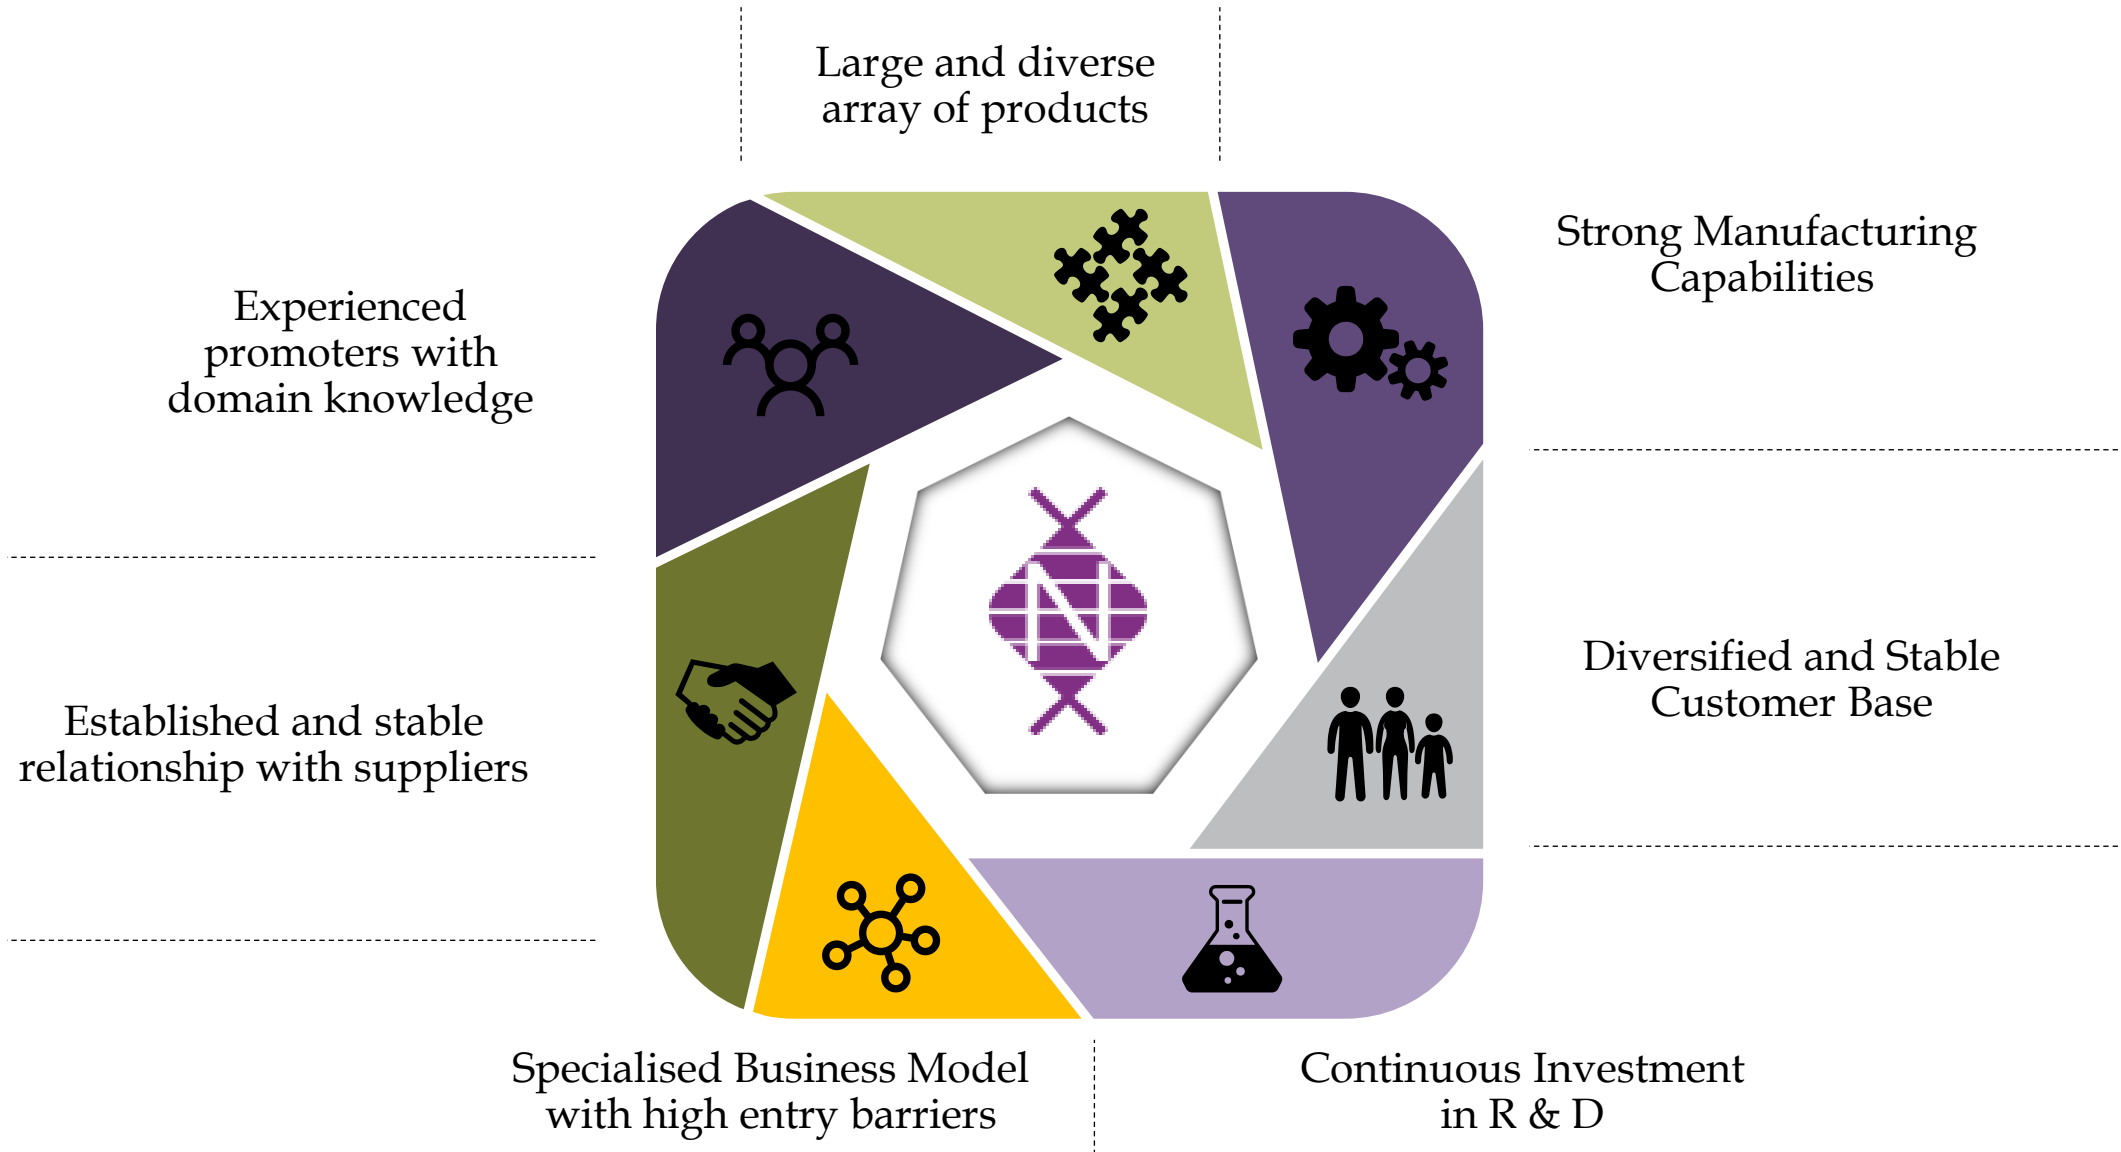 Large and diverse
array of products
Strong Manufacturing
Capabilities
Experienced
promoters with
domain knowledge
N
Diversified and Stable
Customer Base
Established and stable
relationship with suppliers
Specialised Business Model
with high entry barriers
Continuous Investment
in R & D